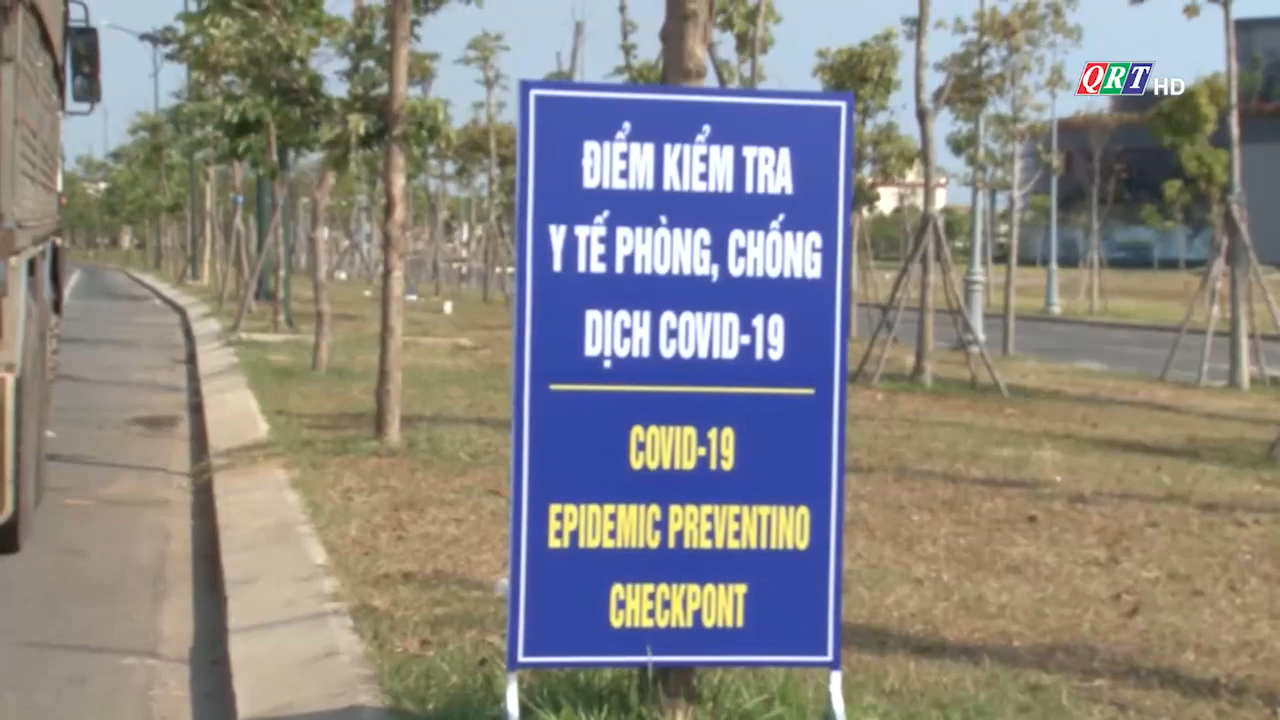 QRT HD
ĐIỂM KIỂM TRA
Y TẾ PHÒNG, CHỐNG
DỊCH COVID-19
COVID-19
EPIDEMIC PREVENTINO
CHECKPONT